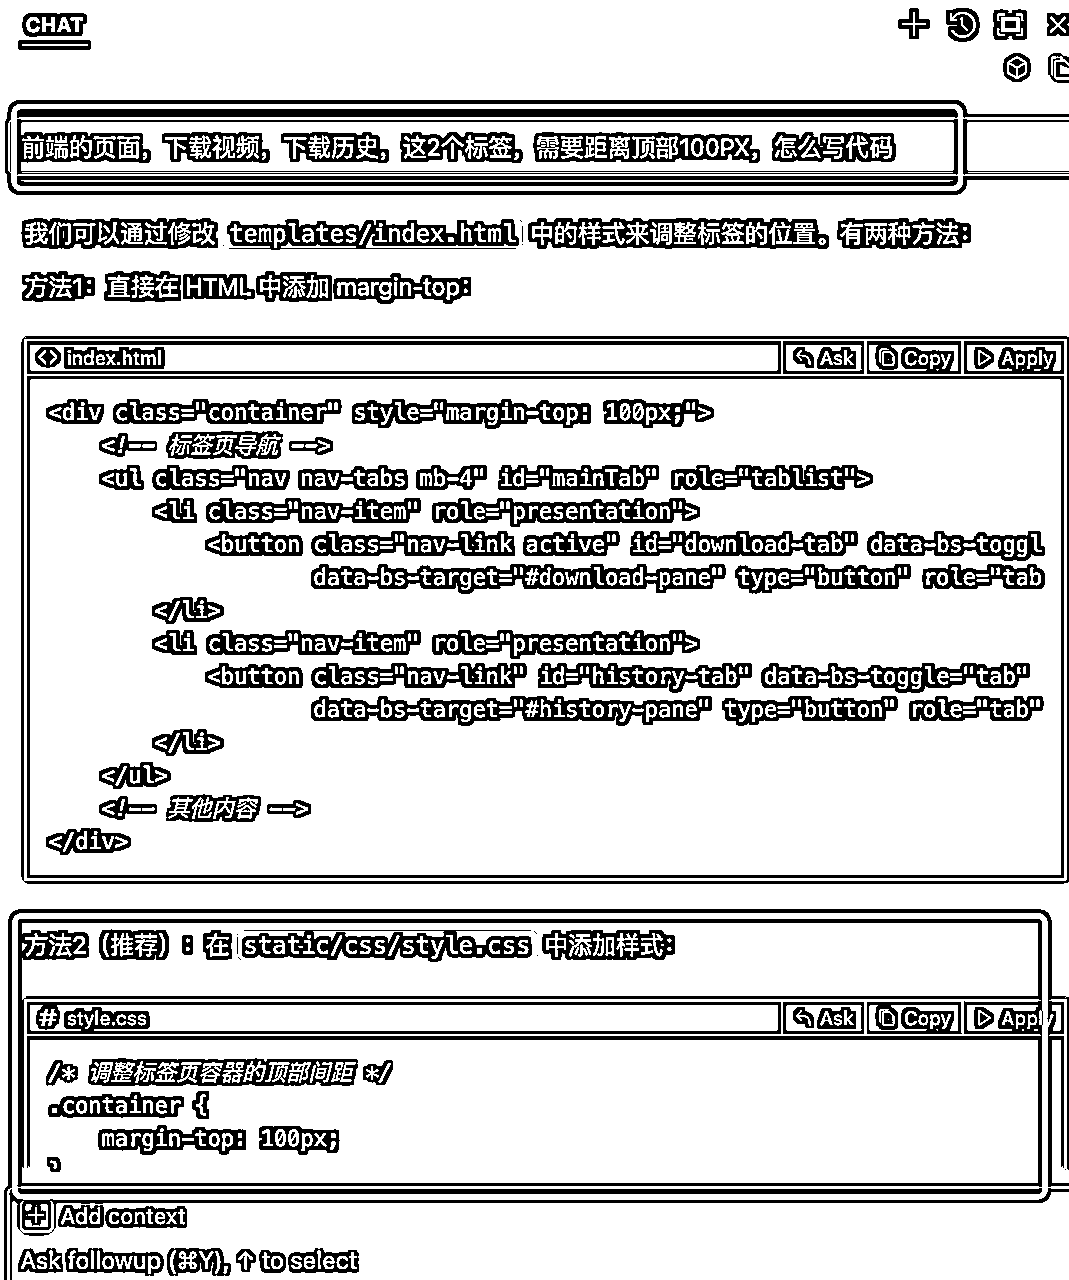 CHAT
前端的页面，下载视频，下载历史，这2个标签，需要距离顶部100PX，怎么写代码
我们可以通过修改 templates/index.html 中的样式来调整标签的位置。有两种方法：
方法1：直接在 HTML 中添加 margin-top：
index.html Ask Copy Apply
<div class="container" style="margin-top: 100px;">
<!-- 标签页导航 -->
<ul class="nav nav-tabs mb-4" id="mainTab" role="tablist">
<li class="nav-item" role="presentation">
<button class="nav-link active" id="download-tab" data-bs-toggl
data-bs-target="#download-pane" type="button" role="tab
</li>
<li class="nav-item" role="presentation">
<button class="nav-link" id="history-tab" data-bs-toggle="tab"
data-bs-target="#history-pane" type="button" role="tab"
</li>
</ul>
<!-- 其他内容 -->
</div>
方法2（推荐）：在 static/css/style.css 中添加样式：
# style.css Ask Copy Apply
/* 调整标签页容器的顶部间距 */
.container {
margin-top: 100px;
Add context
Ask followup (⌘Y), ↑ to select